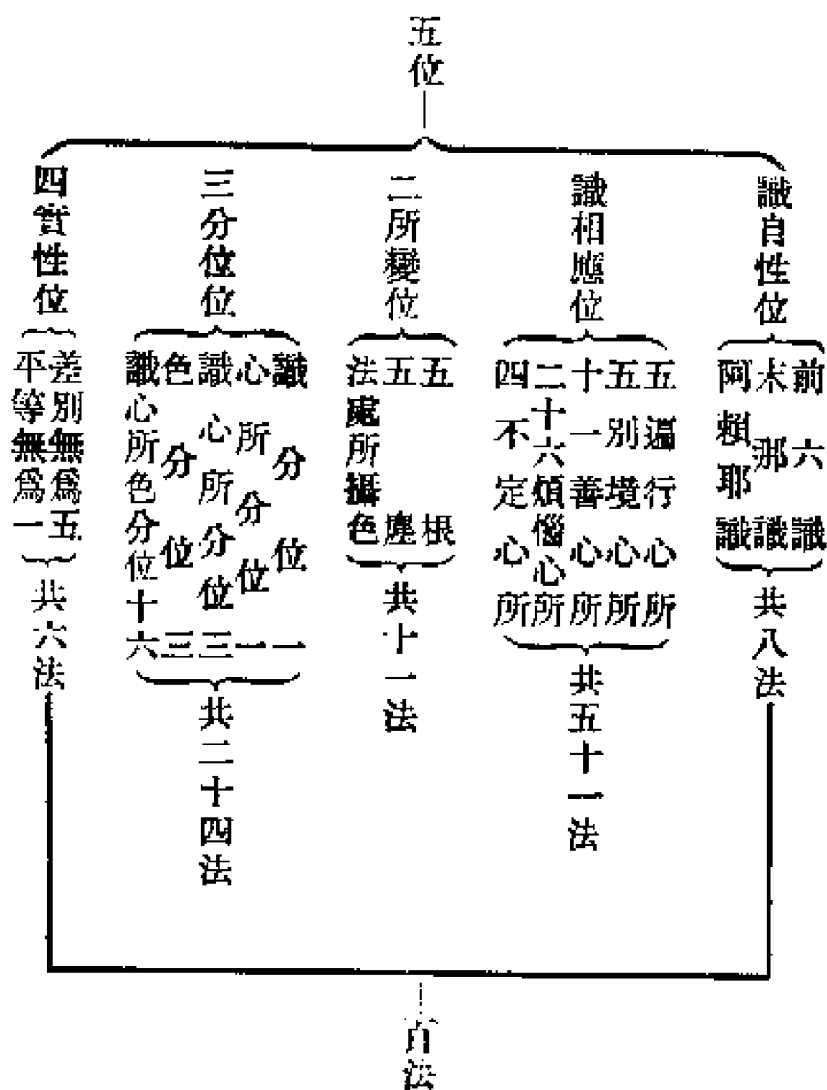 五位
識自性位
前六識
末那識
阿賴耶識
共八法
識相應位
五遍行心所
五別境心所
十一善心所
二十六煩惱心所
四不定心所
共五十一法
二所變位
五根
五塵
法處所攝色
共十一法
三分位位
識分位一
心所分位一
識心所分位三
色分位三
識心所色分位十六
共二十四法
四實性位
差別無爲五
平等無爲一
共六法
百法